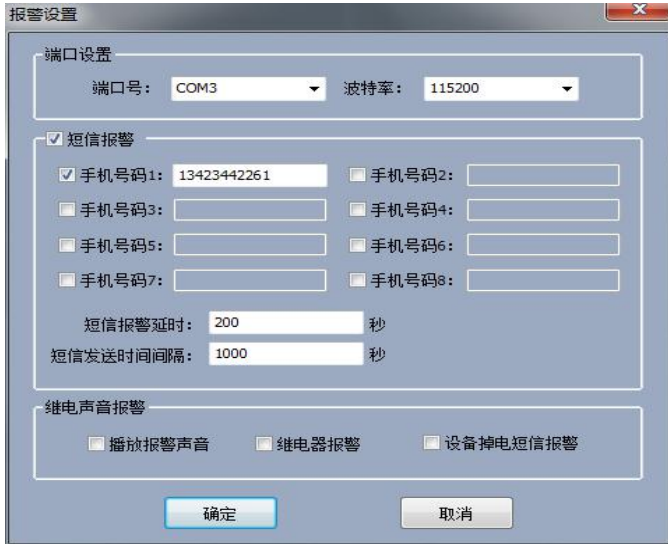 报警设置
端口设置
端口号： COM3 波特率： 115200
短信报警
手机号码1： 13423442261 手机号码2：
手机号码3： 手机号码4：
手机号码5： 手机号码6：
手机号码7： 手机号码8：
短信报警延时： 200 秒
短信发送时间间隔： 1000 秒
继电声音报警
播放报警声音 继电器报警 设备掉电短信报警
确定 取消